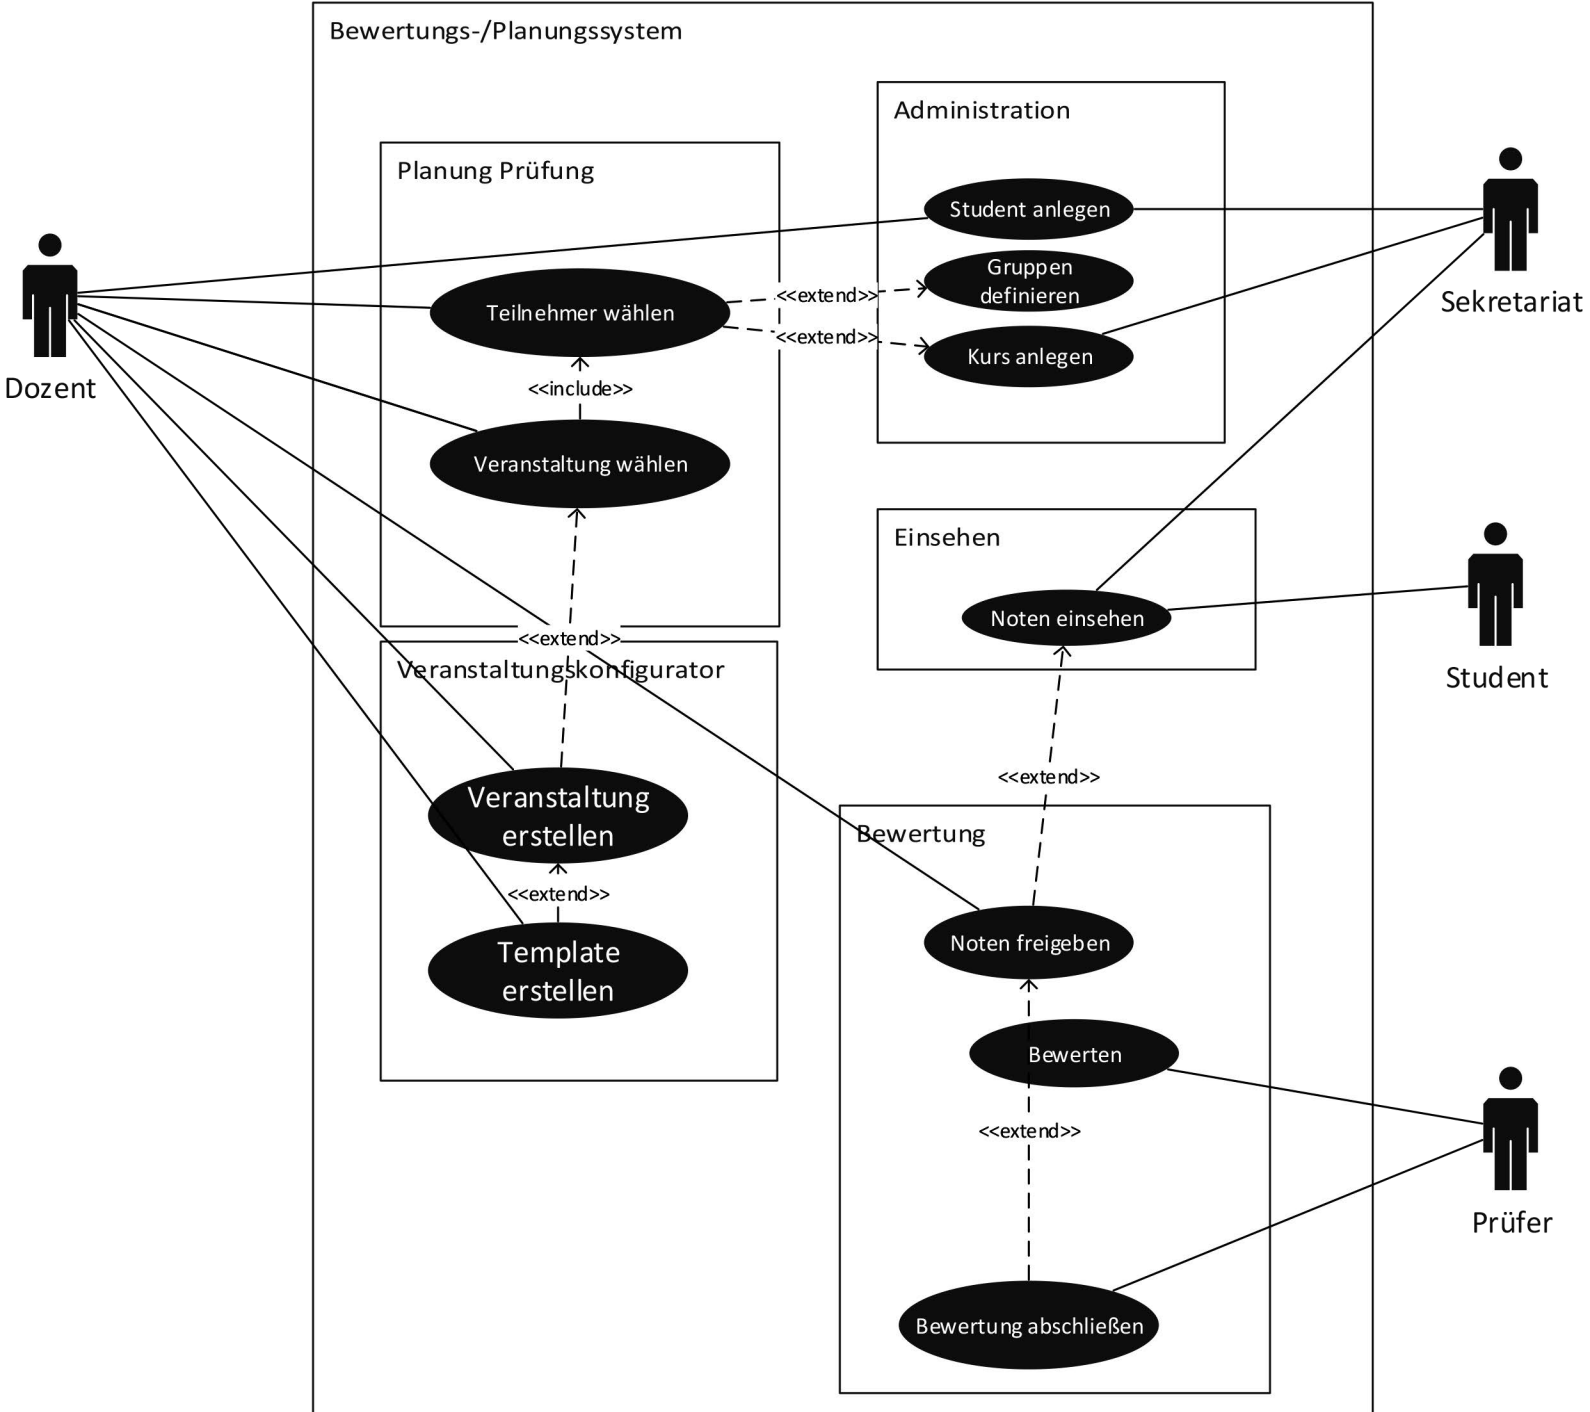 Bewertungs-/Planungssystem
Administration
Planung Prüfung
Student anlegen
Gruppen
definieren
<<extend>>
Teilnehmer wählen
<<extend>>
Kurs anlegen
Sekretariat
Dozent
<<include>>
Veranstaltung wählen
Einsehen
Noten einsehen
<<extend>>
Veranstaltungskonfigurator
Student
<<extend>>
Veranstaltung
erstellen
Bewertung
<<extend>>
Template
erstellen
Noten freigeben
Bewerten
<<extend>>
Prüfer
Bewertung abschließen